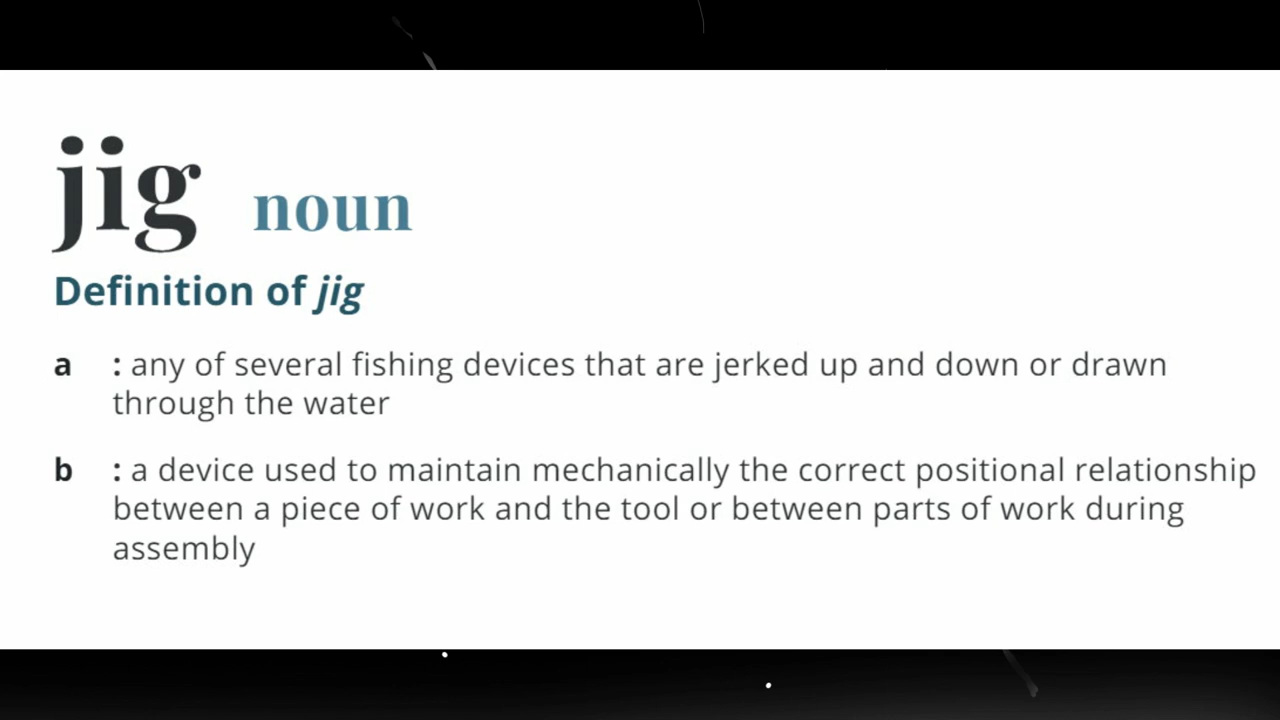 jig noun
Definition of jig
a : any of several fishing devices that are jerked up and down or drawn
through the water
b : a device used to maintain mechanically the correct positional relationship
between a piece of work and the tool or between parts of work during
assembly